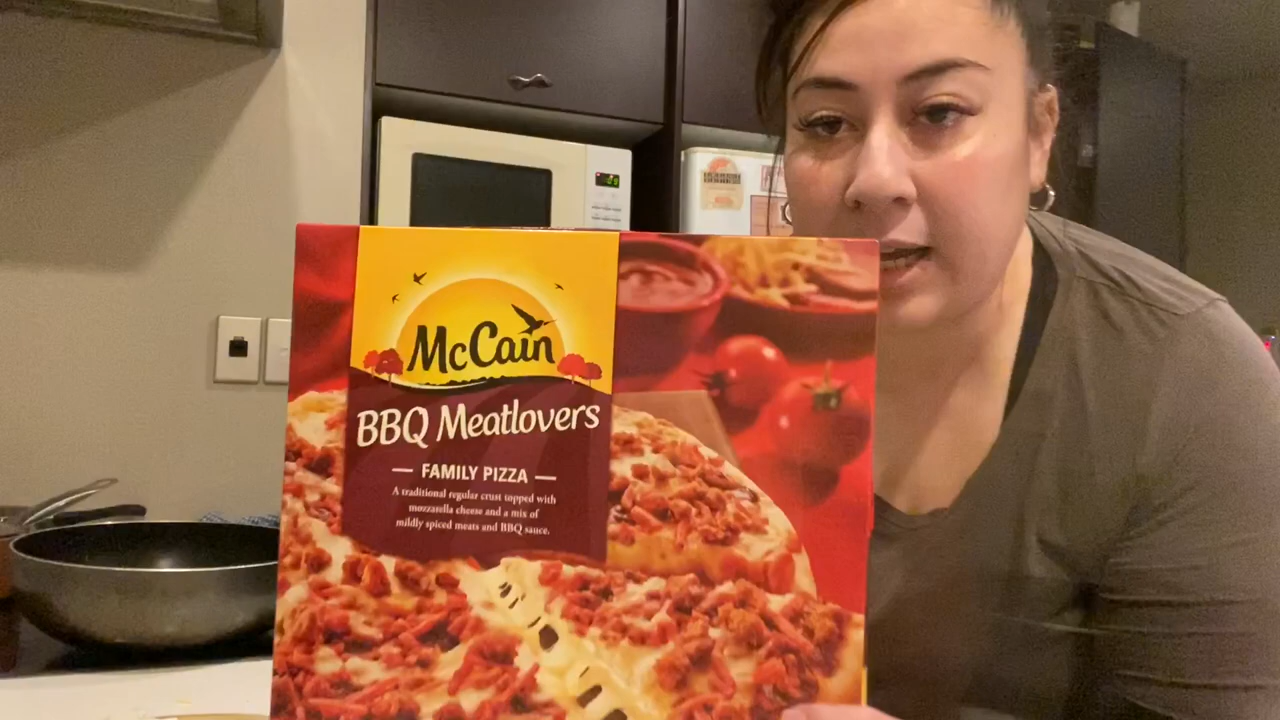 McCain
BBQ Meatlovers
FAMILY PIZZA
A traditional regular crust topped with
mozzarella cheese and a mix of
mildly spiced meats and BBQ sauce.